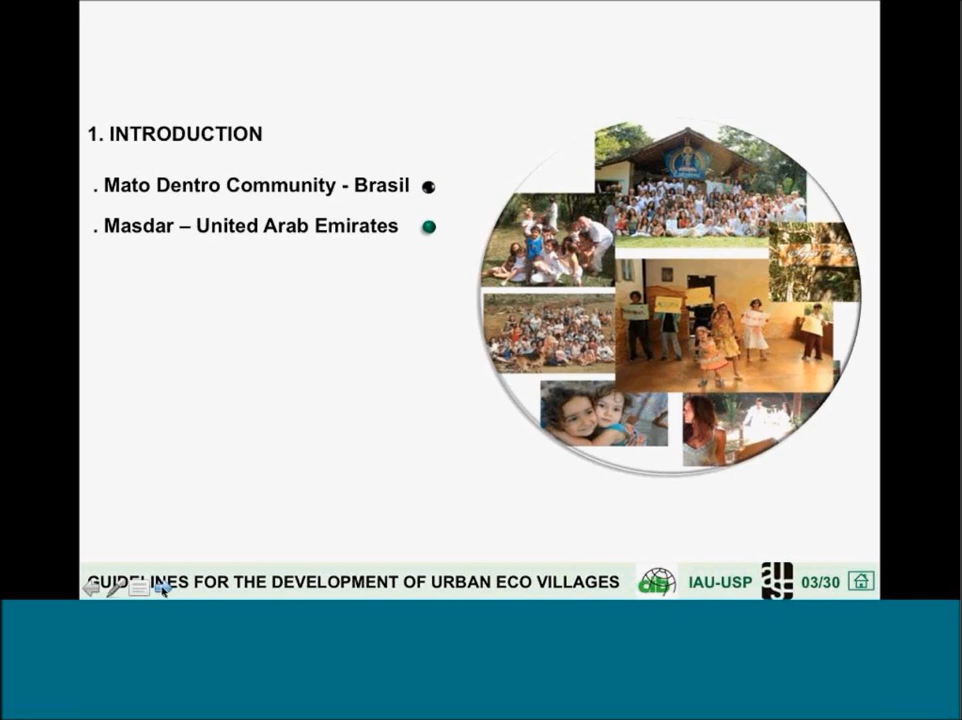 1. INTRODUCTION
. Mato Dentro Community - Brasil
. Masdar – United Arab Emirates
GUIDELINES FOR THE DEVELOPMENT OF URBAN ECO VILLAGES
IAU-USP
03/30